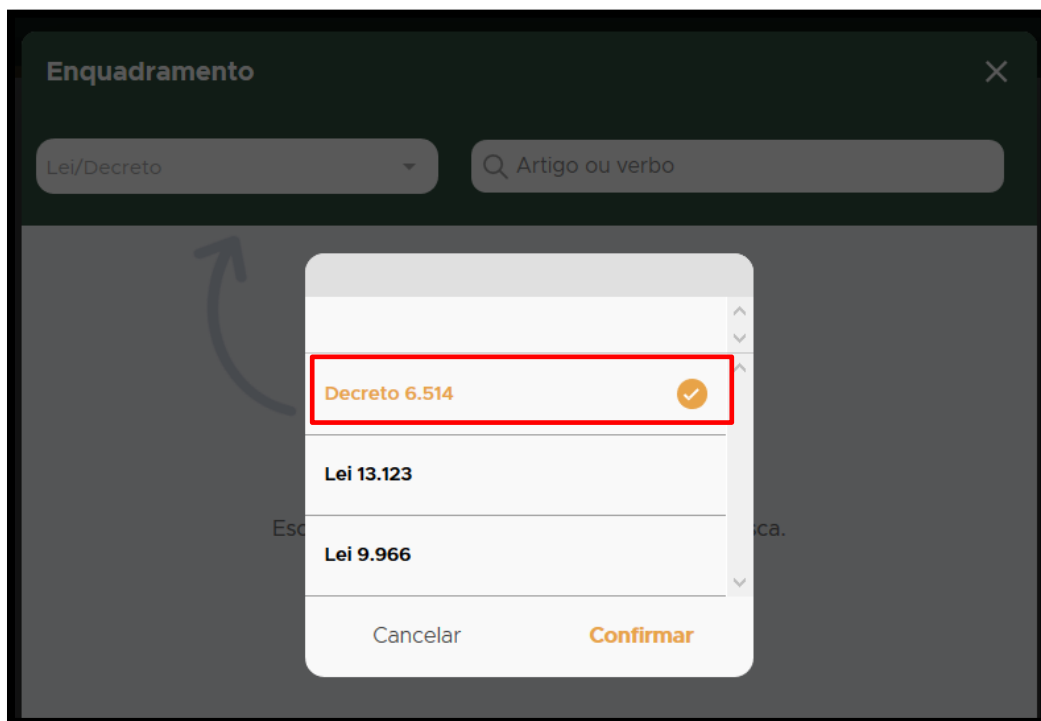 Enquadramento
Lei/Decreto
Artigo ou verbo
Decreto 6.514
Lei 13.123
Lei 9.966
Cancelar
Confirmar